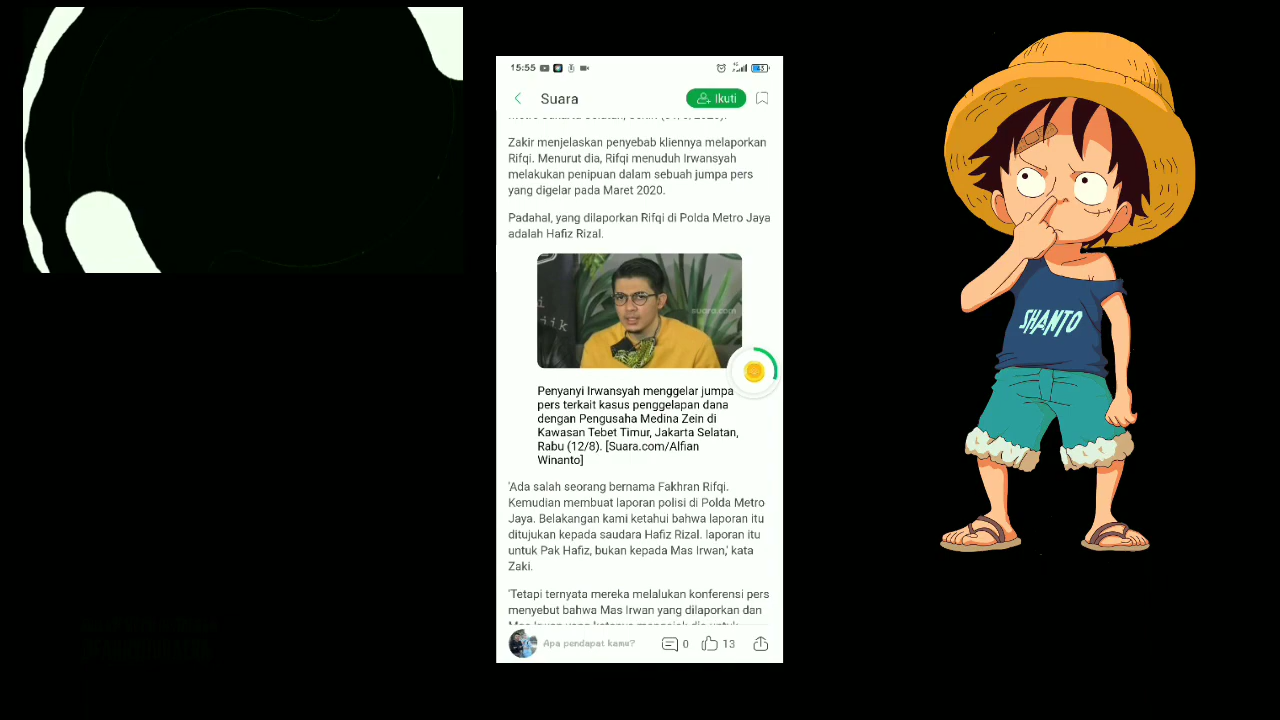 15:55
Suara
Ikuti
Zakir menjelaskan penyebab kliennya melaporkan
Rifqi. Menurut dia, Rifqi menuduh Irwansyah
melakukan penipuan dalam sebuah jumpa pers
yang digelar pada Maret 2020.
Padahal, yang dilaporkan Rifqi di Polda Metro Jaya
adalah Hafiz Rizal.
suara.com
Penyanyi Irwansyah menggelar jumpa
pers terkait kasus penggelapan dana
dengan Pengusaha Medina Zein di
Kawasan Tebet Timur, Jakarta Selatan,
Rabu (12/8). [Suara.com/Alfian
Winanto]
'Ada salah seorang bernama Fakhran Rifqi.
Kemudian membuat laporan polisi di Polda Metro
Jaya. Belakangan kami ketahui bahwa laporan itu
ditujukan kepada saudara Hafiz Rizal. laporan itu
untuk Pak Hafiz, bukan kepada Mas Irwan,' kata
Zaki.
'Tetapi ternyata mereka melalukan konferensi pers
menyebut bahwa Mas Irwan yang dilaporkan dan
Apa pendapat kamu?
0
13
SHANTO